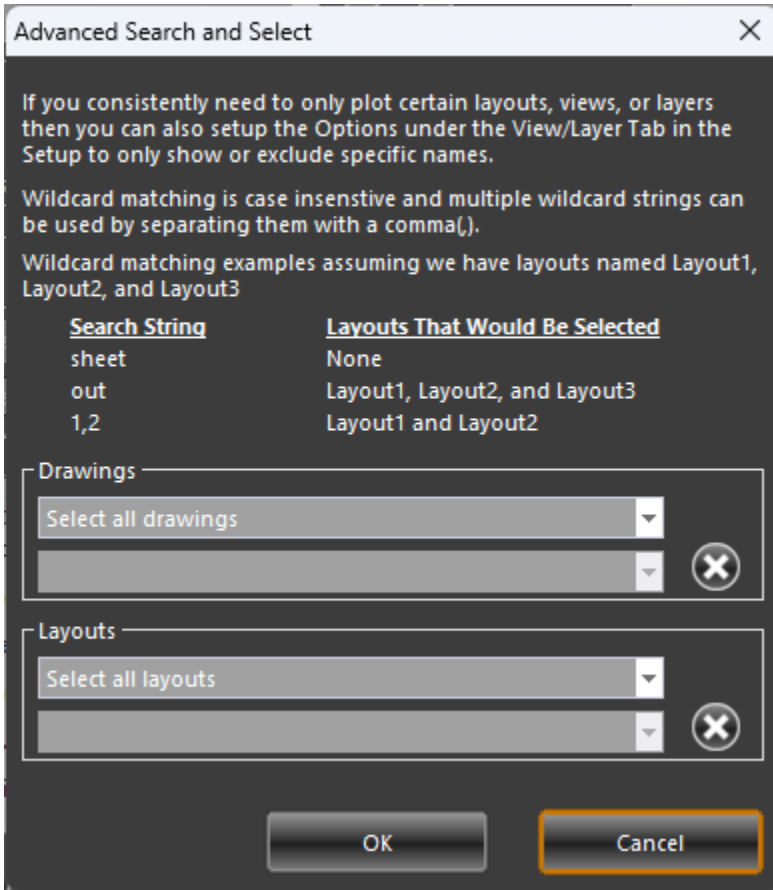 Advanced Search and Select
If you consistently need to only plot certain layouts, views, or layers
then you can also setup the Options under the View/Layer Tab in the
Setup to only show or exclude specific names.
Wildcard matching is case insenstive and multiple wildcard strings can
be used by separating them with a comma(,).
Wildcard matching examples assuming we have layouts named Layout1,
Layout2, and Layout3
Search String Layouts That Would Be Selected
sheet None
out Layout1, Layout2, and Layout3
1,2 Layout1 and Layout2
Drawings
Select all drawings
Layouts
Select all layouts
OK Cancel